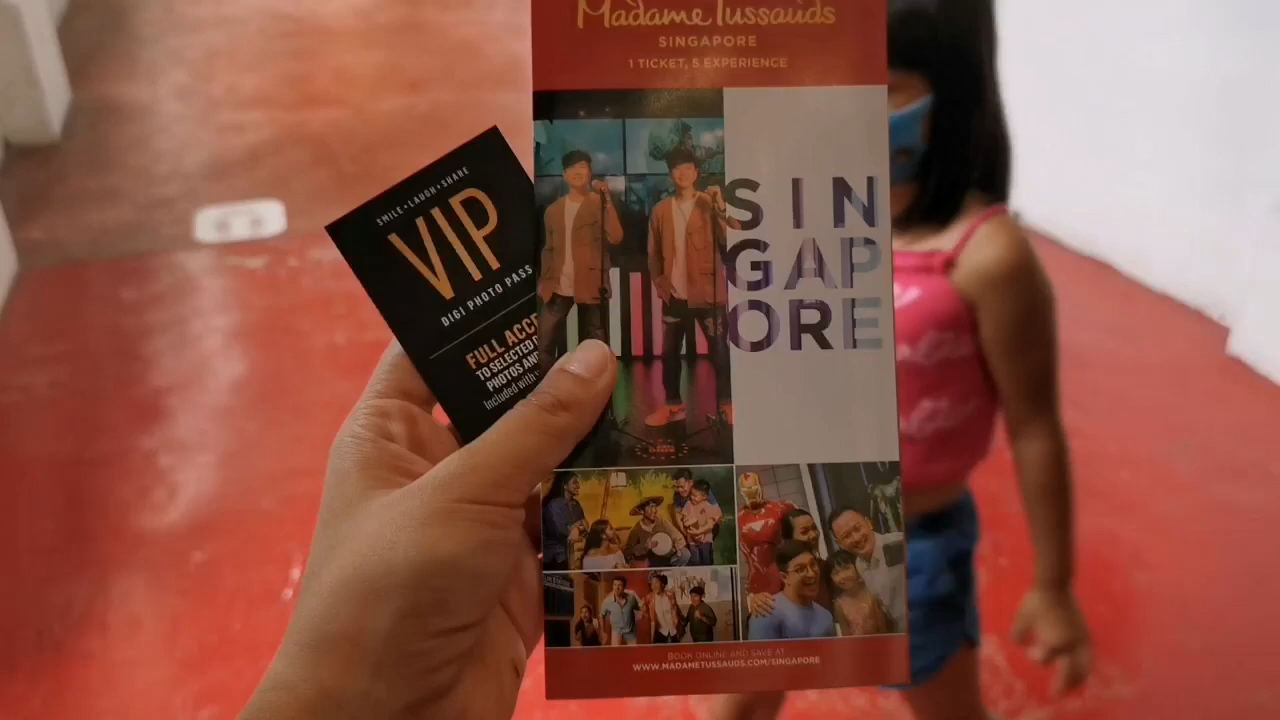 Madame Tussauds
SINGAPORE
1 TICKET, 5 EXPERIENCE
SIN
GAP
ORE
BOOK ONLINE AND SAVE AT
WWW.MADAMETUSSAUDS.COM/SINGAPORE
SMILE•LAUGH•SHARE
VIP
DIGI PHOTO PASS
FULL
TO SELECTED
PHOTOS AND
Included with